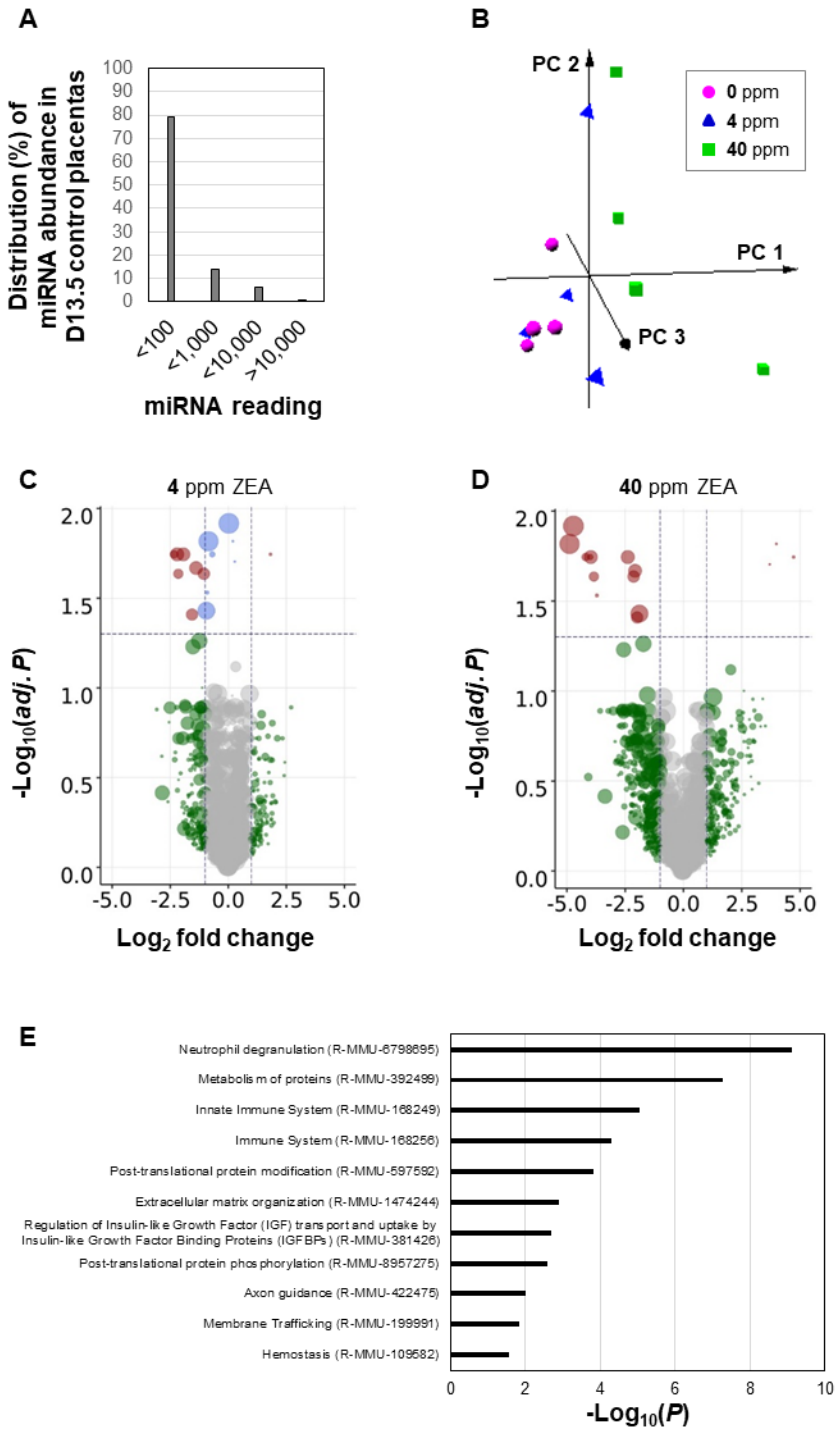 A
Distribution (%) of
miRNA abundance in
D13.5 control placentas
100
90
80
70
60
50
40
30
20
10
0
<100
<1,000
<10,000
>10,000
miRNA reading
B
PC 2
PC 1
PC 3
0 ppm
4 ppm
40 ppm
C
4 ppm ZEA
-Log10(adj. P)
2.0
1.5
1.0
0.5
0.0
-5.0
-2.5
0.0
2.5
5.0
Log2 fold change
D
40 ppm ZEA
-Log10(adj. P)
2.0
1.5
1.0
0.5
0.0
-5.0
-2.5
0.0
2.5
5.0
Log2 fold change
E
Neutrophil degranulation (R-MMU-6798695)
Metabolism of proteins (R-MMU-392499)
Innate Immune System (R-MMU-168249)
Immune System (R-MMU-168256)
Post-translational protein modification (R-MMU-597592)
Extracellular matrix organization (R-MMU-1474244)
Regulation of Insulin-like Growth Factor (IGF) transport and uptake by
Insulin-like Growth Factor Binding Proteins (IGFBPs) (R-MMU-381426)
Post-translational protein phosphorylation (R-MMU-8957275)
Axon guidance (R-MMU-422475)
Membrane Trafficking (R-MMU-199991)
Hemostasis (R-MMU-109582)
0
2
4
6
8
10
-Log10(P)